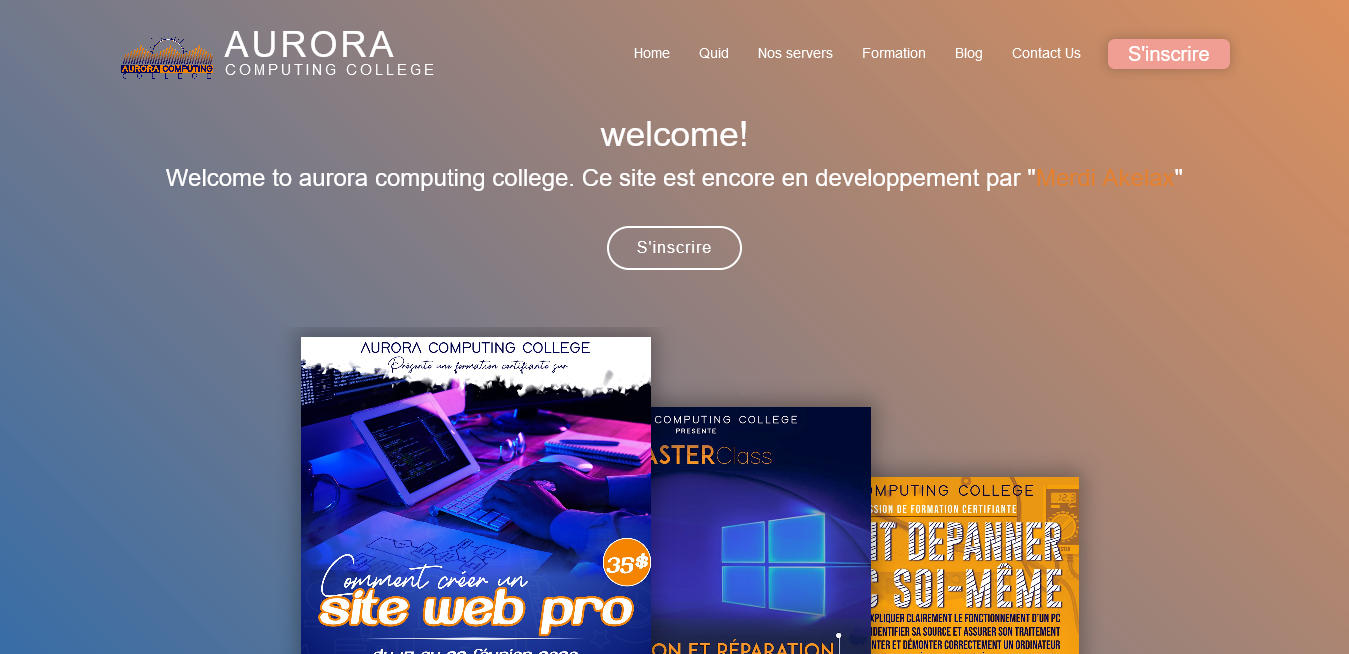 AURORA COMPUTING
COLLEGE
AURORA
COMPUTING COLLEGE
Home Quid Nos servers Formation Blog Contact Us S'inscrire
welcome!
Welcome to aurora computing college. Ce site est encore en developpement par "Merdi Akelax"
S'inscrire
AURORA COMPUTING COLLEGE
Présente une formation certifiante sur
35$
Comment créer un
site web pro
COMPUTING COLLEGE
PRESENTE
ASTERClass
ON ET RÉPARATION
OMPUTING COLLEGE
SSION DE FORMATION CERTIFIANTE
NT DEPANNER
C SOI-MÊME
XPLIQUER CLAIREMENT LE FONCTIONNEMENT D'UN PC
IDENTIFIER SA SOURCE ET ASSURER SON TRAITEMENT
NTER ET DÉMONTER CORRECTEMENT UN ORDINATEUR